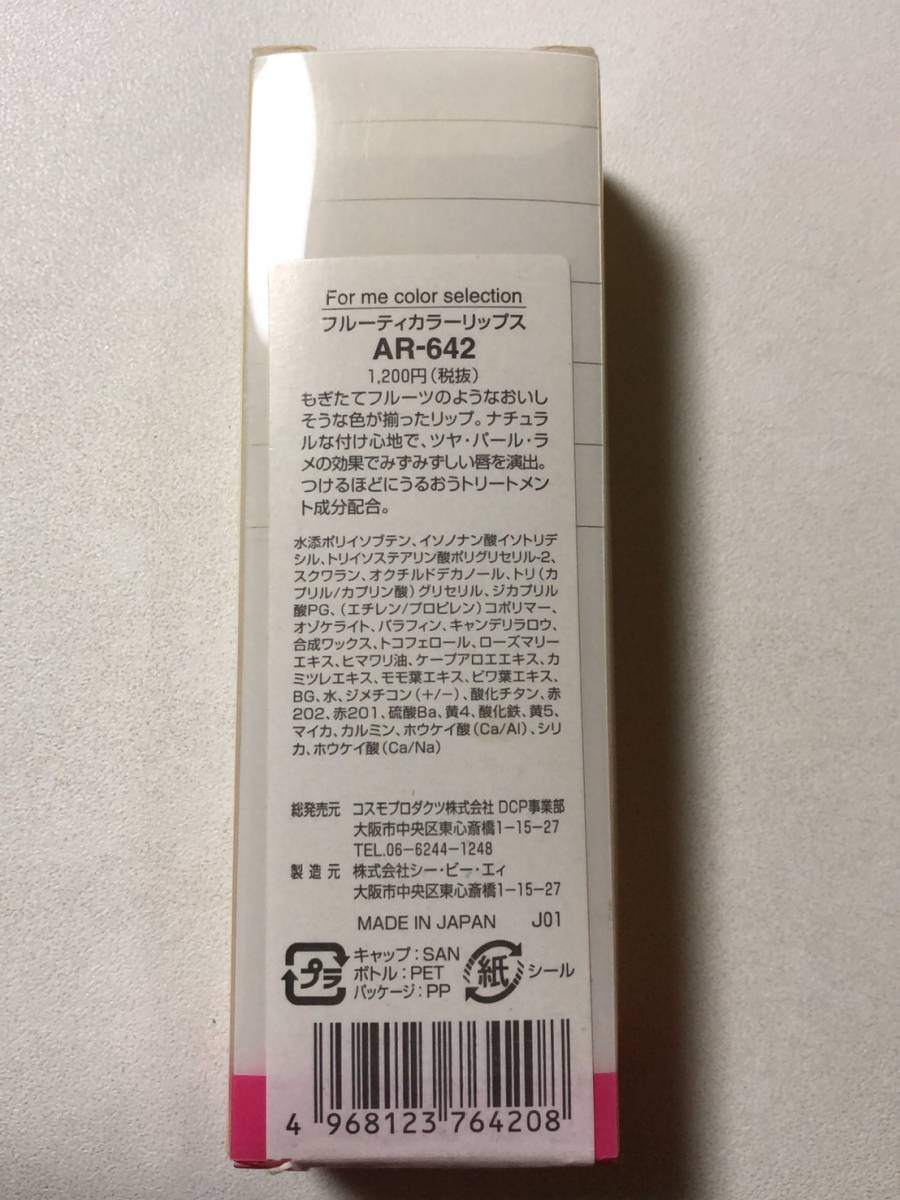 For me color selection
フルーティカラーリップス
AR-642
1,200円(税抜)
もぎたてフルーツのようなおいし
そうな色が揃ったリップ。ナチュラ
ルな付け心地で、ツヤ・パール・ラ
メの効果でみずみずしい唇を演出。
つけるほどにうるおうトリートメン
ト成分配合。
水添ポリイソブテン、イソノナン酸イソトリデ
シル、トリイソステアリン酸ポリグリセリル-2、
スクワラン、オクチルドデカノール、トリ(カ
プリル/カプリン酸)グリセリル、ジカプリル
酸PG、(エチレン/プロピレン)コポリマー、
オゾケライト、パラフィン、キャンデリラロウ、
合成ワックス、トコフェロール、ローズマリー
エキス、ヒマワリ油、ケープアロエエキス、カ
ミツレエキス、モモ葉エキス、ビワ葉エキス、
BG、水、ジメチコン(+/-)、酸化チタン、赤
202、赤201、硫酸Ba、黄4、酸化鉄、黄5、
マイカ、カルミン、ホウケイ酸(Ca/Al)、シリ
カ、ホウケイ酸(Ca/Na)
総発売元 コスモプロダクツ株式会社 DCP事業部
大阪市中央区東心斎橋1-15-27
TEL.06-6244-1248
製造元 株式会社シー・ビー・エィ
大阪市中央区東心斎橋1-15-27
MADE IN JAPAN J01
プラ
キャップ:SAN
ボトル:PET
パッケージ:PP
紙 シール
4 968123 764208